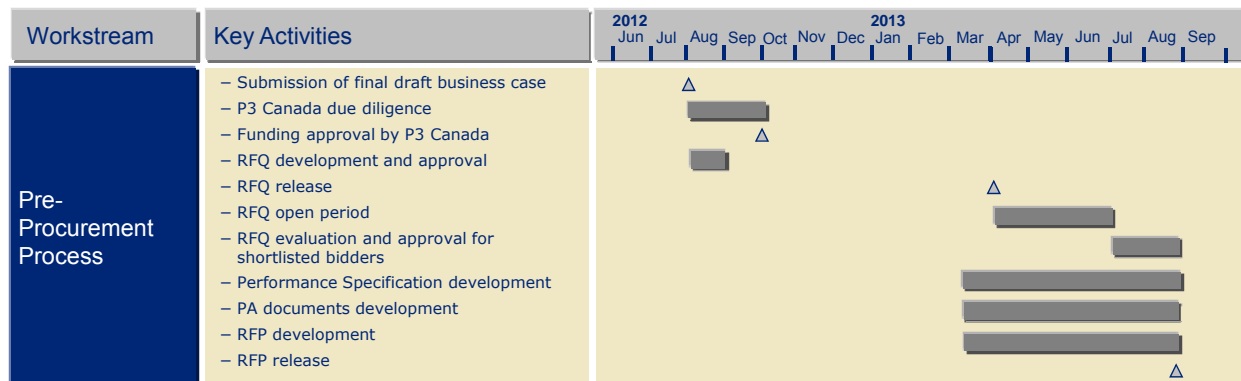 Workstream
Key Activities
2012
2013
Jun Jul Aug Sep Oct Nov Dec Jan Feb Mar Apr May Jun Jul Aug Sep
Pre-
Procurement
Process
– Submission of final draft business case
– P3 Canada due diligence
– Funding approval by P3 Canada
– RFQ development and approval
– RFQ release
– RFQ open period
– RFQ evaluation and approval for
shortlisted bidders
– Performance Specification development
– PA documents development
– RFP development
– RFP release